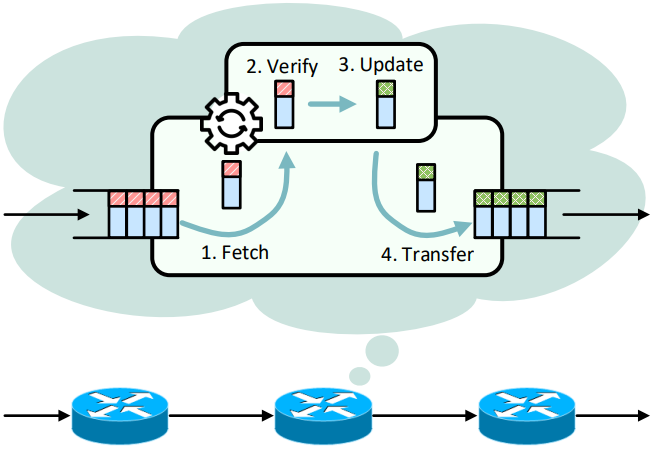 2. Verify
3. Update
1. Fetch
4. Transfer